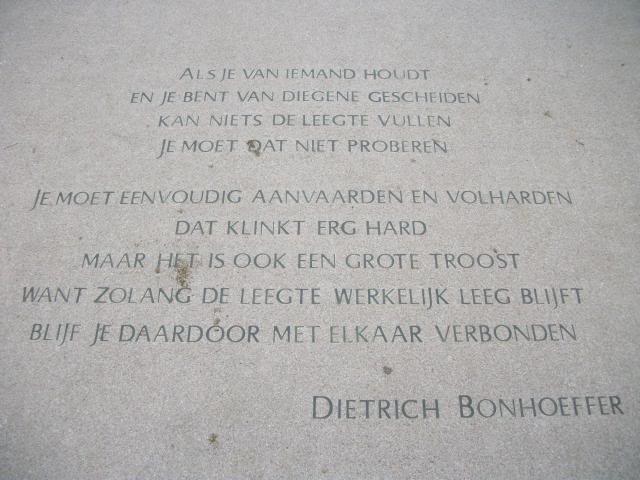 ALS JE VAN IEMAND HOUDT
EN JE BENT VAN DIEGENE GESCHEIDEN
KAN NIETS DE LEEGTE VULLEN
JE MOET DAT NIET PROBEREN
JE MOET EENVOUDIG AANVAARDEN EN VOLHARDEN
DAT KLINKT ERG HARD
MAAR HET IS OOK EEN GROTE TROOST
WANT ZOLANG DE LEEGTE WERKELIJK LEEG BLIJFT
BLIJF JE DAARDOOR MET ELKAAR VERBONDEN
DIETRICH BONHOEFFER